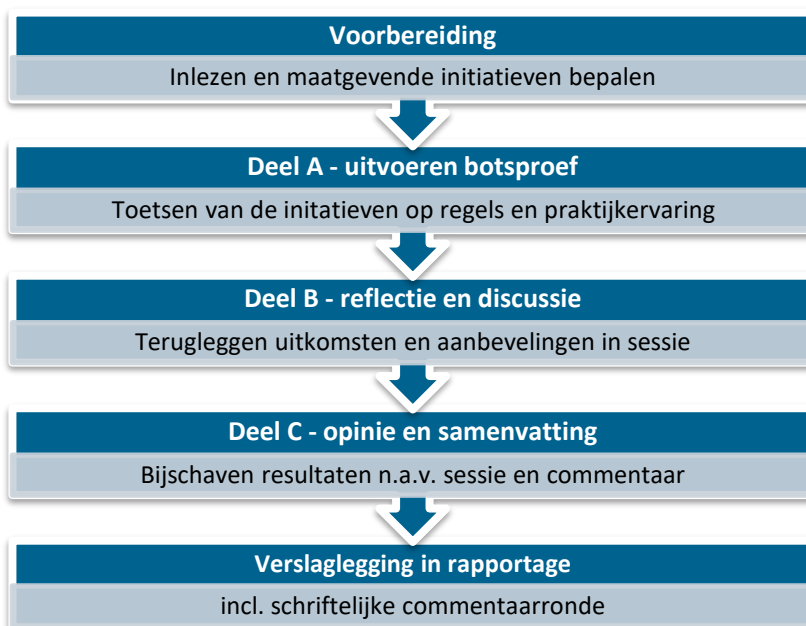 Voorbereiding
Inlezen en maatgevende initiatieven bepalen
Deel A - uitvoeren botsproef
Toetsen van de initatieven op regels en praktijkervaring
Deel B - reflectie en discussie
Terugleggen uitkomsten en aanbevelingen in sessie
Deel C - opinie en samenvatting
Bijschaven resultaten n.a.v. sessie en commentaar
Verslaglegging in rapportage
incl. schriftelijke commentaarronde